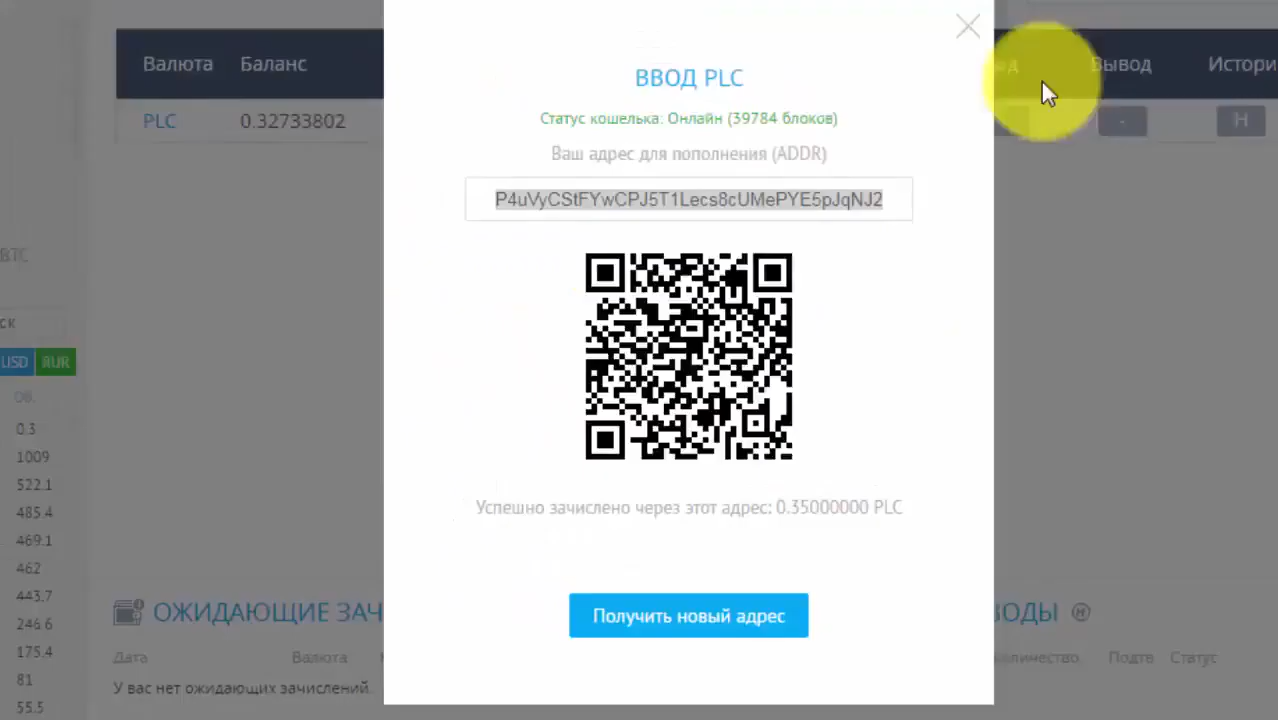 Валюта Баланс Вывод
PLC 0.32733802 - H
BTC
USD RUR
0.3
1009
522.1
485.4
469.1
462
443.7
246.6
175.4
81
55.5
ВВОД PLC
Статус кошелька: Онлайн (39784 блоков)
Ваш адрес для пополнения (ADDR)
P4uVyCStFYwCPJ5T1Lecs8cUMePYE5pJqNJ2
Успешно зачислено через этот адрес: 0.35000000 PLC
Получить новый адрес
ОЖИДАЮЩИЕ
Дата Валюта Подтв Статус
У вас нет ожидающих зачислений.